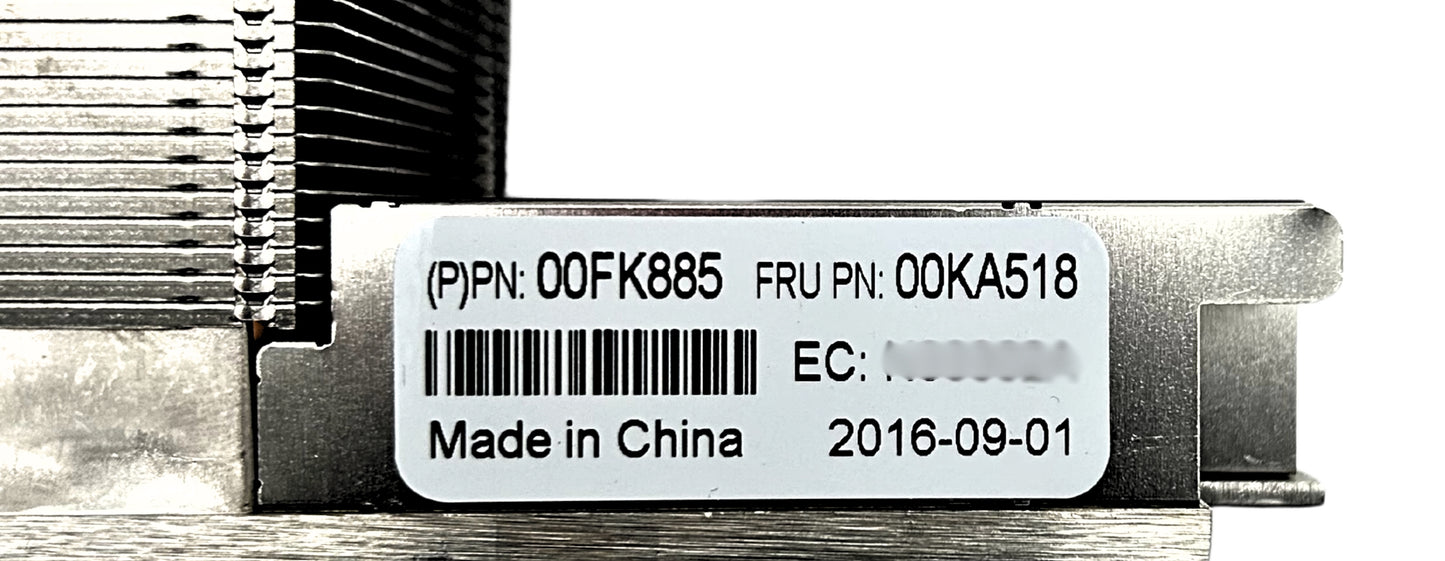 (P)PN: 00FK885 FRU PN: 00KA518
EC:
Made in China 2016-09-01